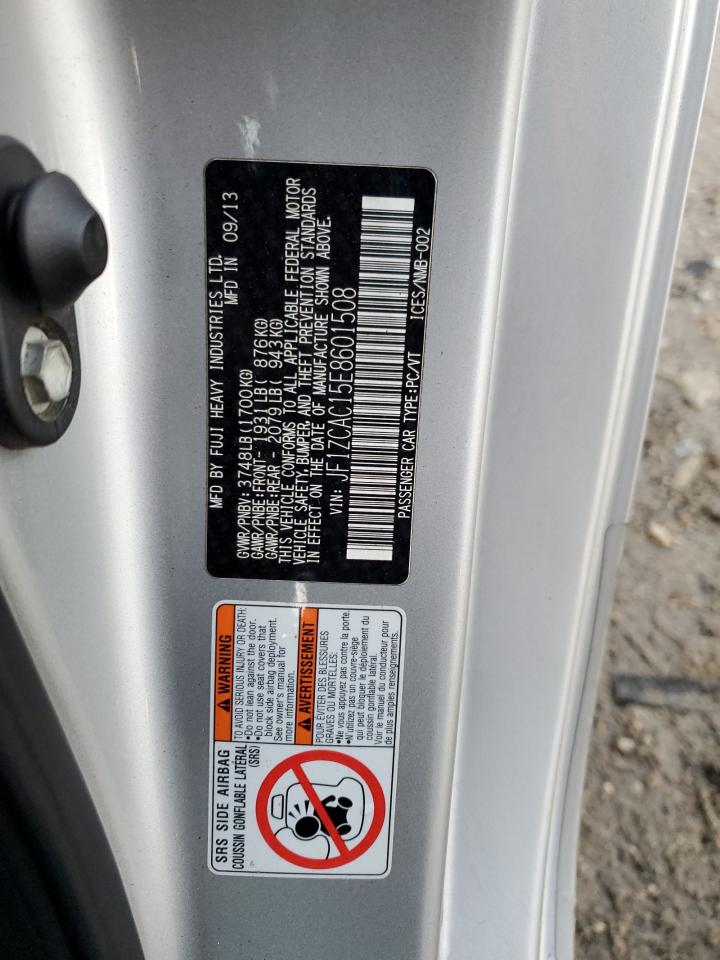 MFD BY FUJI HEAVY INDUSTRIES LTD.
MFD IN 09/13
GVWR/PNBV: 3748LB(1700KG)
GAWR/PNBE:FRONT- 1931LB( 876KG)
GAWR/PNBE:REAR - 2079LB( 943KG)
THIS VEHICLE CONFORMS TO ALL APPLICABLE FEDERAL MOTOR
VEHICLE SAFETY,BUMPER,AND THEFT PREVENTION STANDARDS
IN EFFECT ON THE DATE OF MANUFACTURE SHOWN ABOVE.
VIN: JF1ZCAC15E8601508
PASSENGER CAR TYPE:PC/VT ICES/NMB-002
SRS SIDE AIRBAG
COUSSIN GONFLABLE LATÉRAL
(SRS)
WARNING
TO AVOID SERIOUS INJURY OR DEATH:
•Do not lean against the door.
•Do not use seat covers that
block side airbag deployment.
See owner's manual for
more information.
AVERTISSEMENT
POUR ÉVITER DES BLESSURES
GRAVES OU MORTELLES:
•Ne vous appuyez pas contre la porte.
•N'utilizez pas un couvre-siège
qui peut bloquer le déploiement du
coussin gonflable latéral.
Voir le manuel du conducteur pour
de plus amples renseignements.